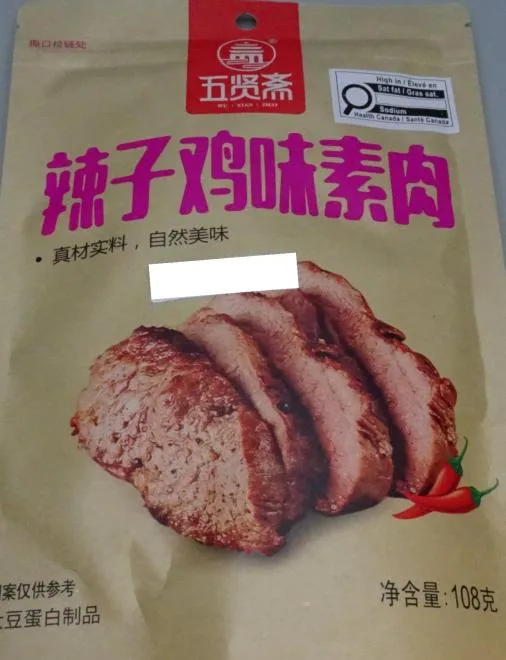 撕口拉链处
五贤斋
WU · XIAN · ZHAI
High in / Élevé en
Sat fat / Gras sat.
Sodium
Health Canada / Santé Canada
辣子鸡味素肉
• 真材实料，自然美味
案仅供参考
豆蛋白制品
净含量:108克